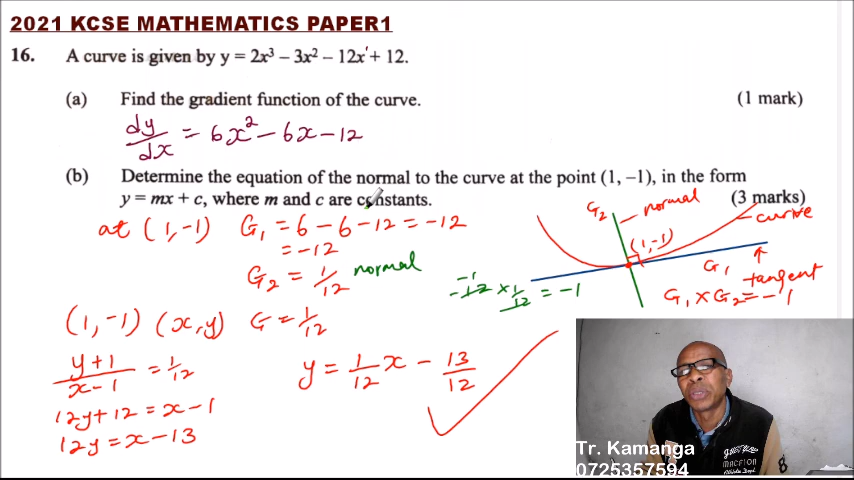 2021 KCSE MATHEMATICS PAPER1
16. A curve is given by y = 2x³ – 3x² – 12x' + 12.
(a) Find the gradient function of the curve. (1 mark)
dy/dx = 6x² – 6x – 12
(b) Determine the equation of the normal to the curve at the point (1, –1), in the form
y = mx + c, where m and c are constants. (3 marks)
at (1, –1) G₁ = 6 – 6 – 12 = –12
= –12
G₂ = 1/12 normal
G₂ normal
curve
(1, –1)
G₁
tangent
G₁ × G₂ = –1
–1
–12 × 1/12 = –1
(1, –1) (x, y) G = 1/12
y+1/x–1 = 1/12
12y + 12 = x – 1
12y = x – 13
y = 1/12 x – 13/12
Tr. Kamanga
0725357594